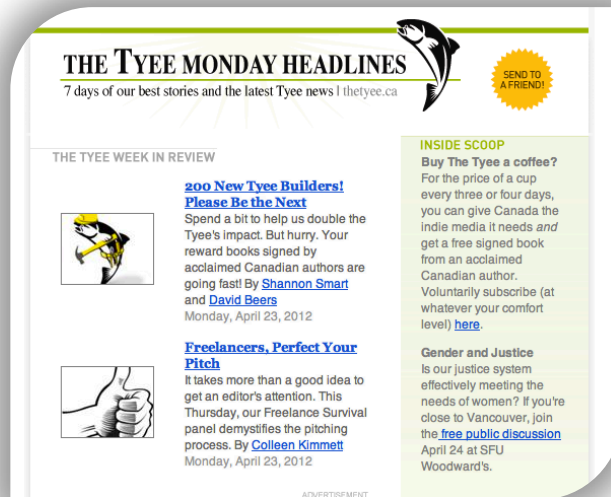 THE TYEE MONDAY HEADLINES
7 days of our best stories and the latest Tyee news | thetyee.ca
SEND TO
A FRIEND!
THE TYEE WEEK IN REVIEW
200 New Tyee Builders!
Please Be the Next
Spend a bit to help us double the
Tyee's impact. But hurry. Your
reward books signed by
acclaimed Canadian authors are
going fast! By Shannon Smart
and David Beers
Monday, April 23, 2012
Freelancers, Perfect Your
Pitch
It takes more than a good idea to
get an editor's attention. This
Thursday, our Freelance Survival
panel demystifies the pitching
process. By Colleen Kimmett
Monday, April 23, 2012
ADVERTISEMENT
INSIDE SCOOP
Buy The Tyee a coffee?
For the price of a cup
every three or four days,
you can give Canada the
indie media it needs and
get a free signed book
from an acclaimed
Canadian author.
Voluntarily subscribe (at
whatever your comfort
level) here.
Gender and Justice
Is our justice system
effectively meeting the
needs of women? If you're
close to Vancouver, join
the free public discussion
April 24 at SFU
Woodward's.